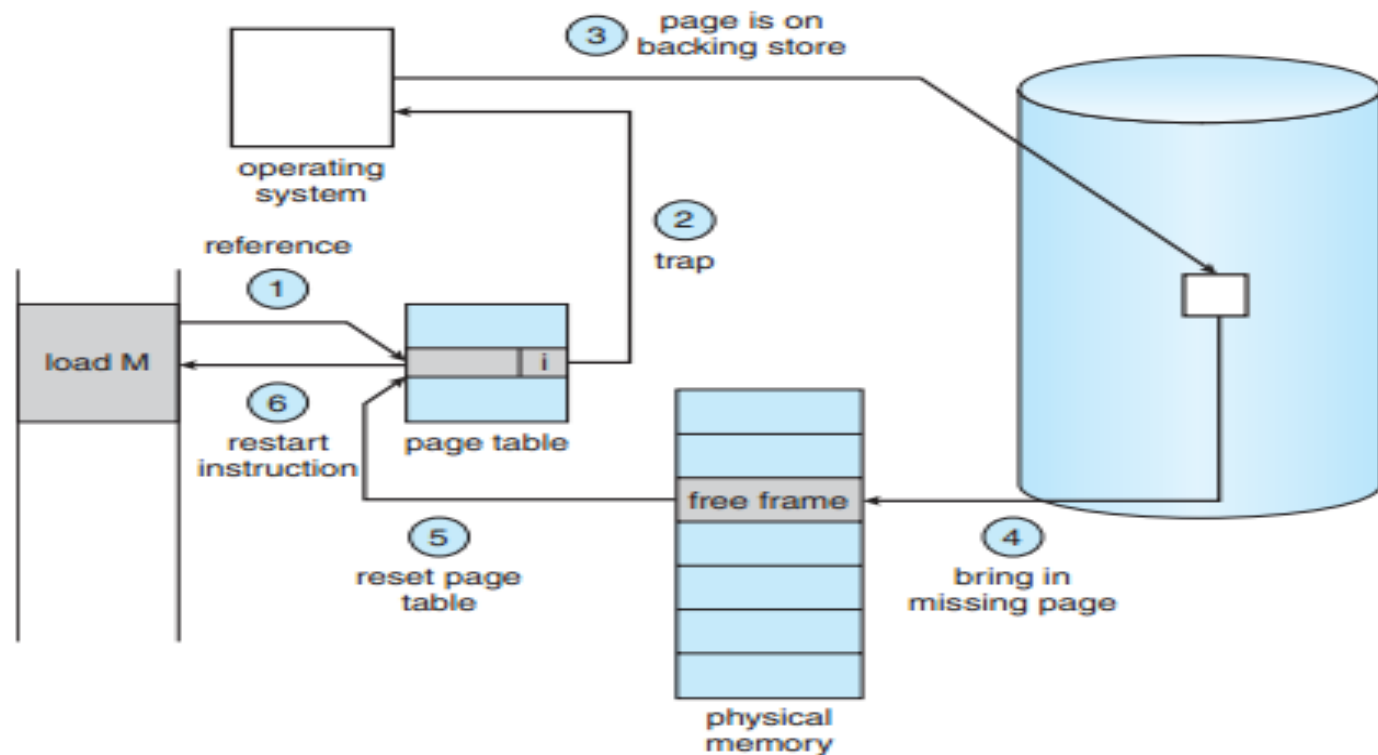 3
page is on
backing store
operating
system
reference
1
2
trap
load M
i
6
restart
instruction
page table
free frame
5
reset page
table
4
bring in
missing page
physical
memory